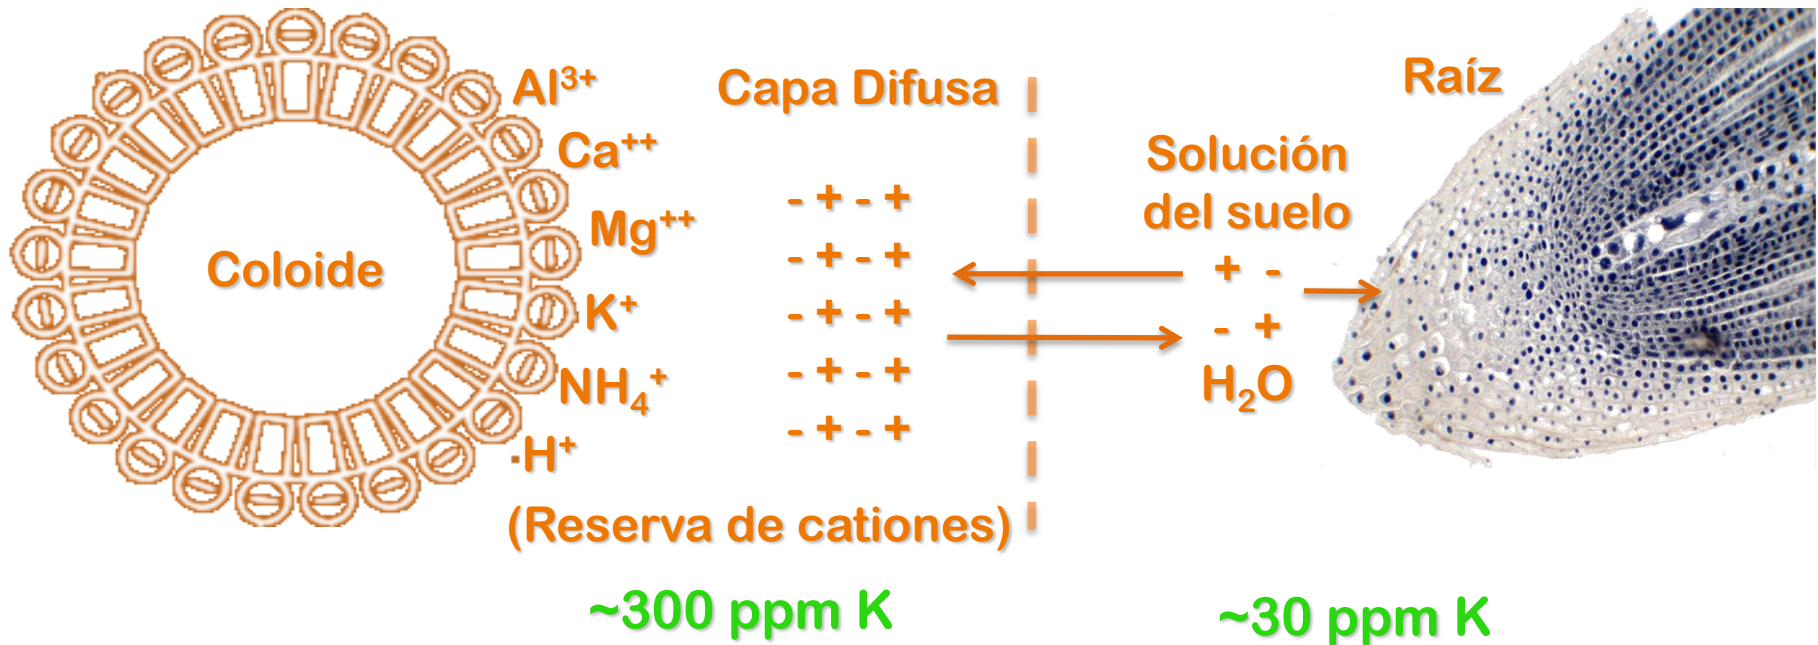 Coloide
Al³⁺
Ca⁺⁺
Mg⁺⁺
K⁺
NH₄⁺
·H⁺
Capa Difusa
- + - +
- + - +
- + - +
- + - +
- + - +
(Reserva de cationes)
~300 ppm K
Solución
del suelo
+ -
- +
H₂O
~30 ppm K
Raíz